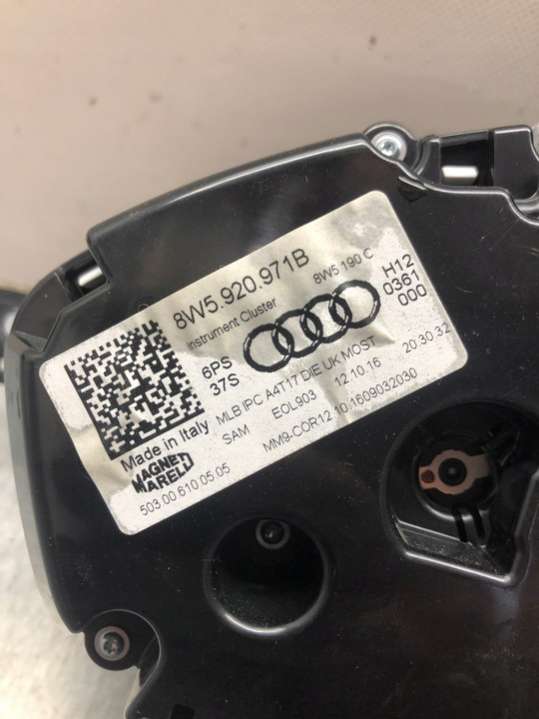 8W5.920.971B
Instrument Cluster
8W5 190 C
H12
0361
000
6PS
37S
MLB IPC A4T17 DIE UK MOST
SAM EOL903 12.10.16 20.30.32
MM9-COR12.10.1609032030
Made in Italy
MAGNETI
MARELLI
503.00.610.05.05